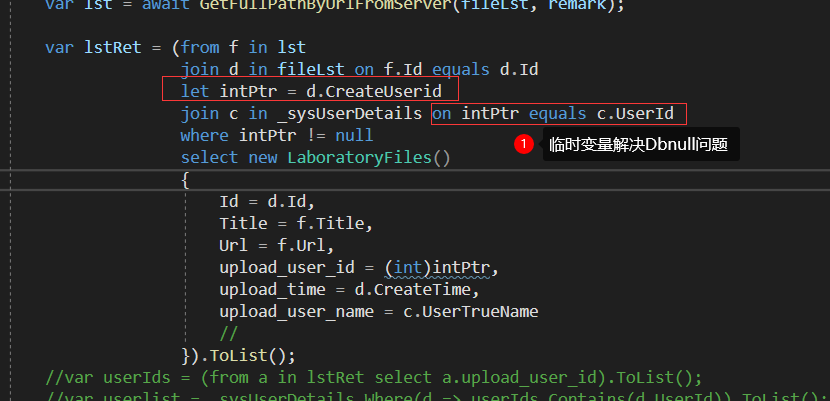 var lst = await GetFullPathByUrlFromServer(fileLst, remark);
var lstRet = (from f in lst
join d in fileLst on f.Id equals d.Id
let intPtr = d.CreateUserid
join c in _sysUserDetails on intPtr equals c.UserId
where intPtr != null
1 临时变量解决Dbnull问题
select new LaboratoryFiles()
{
Id = d.Id,
Title = f.Title,
Url = f.Url,
upload_user_id = (int)intPtr,
upload_time = d.CreateTime,
upload_user_name = c.UserTrueName
//
}).ToList();
//var userIds = (from a in lstRet select a.upload_user_id).ToList();
//var userlist = _sysUserDetails.Where(d => userIds.Contains(d.UserId)).ToList();